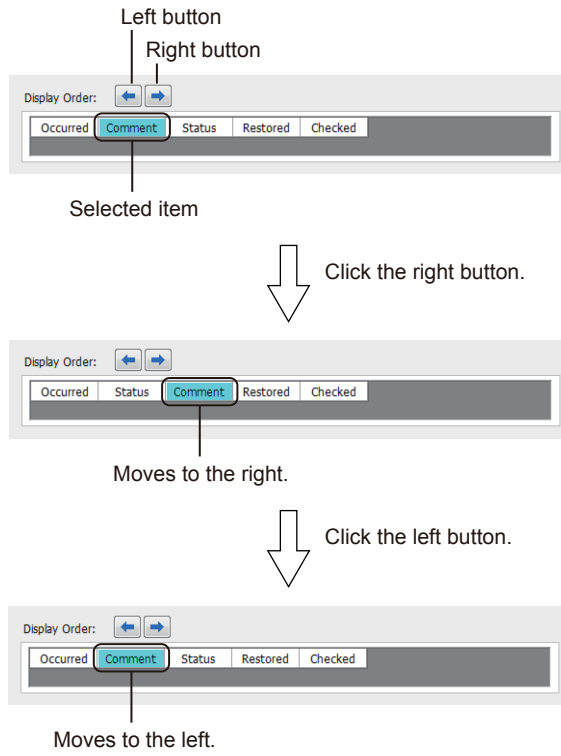 Left button
Right button
Display Order:
Occurred Comment Status Restored Checked
Selected item
Click the right button.
Display Order:
Occurred Status Comment Restored Checked
Moves to the right.
Click the left button.
Display Order:
Occurred Comment Status Restored Checked
Moves to the left.